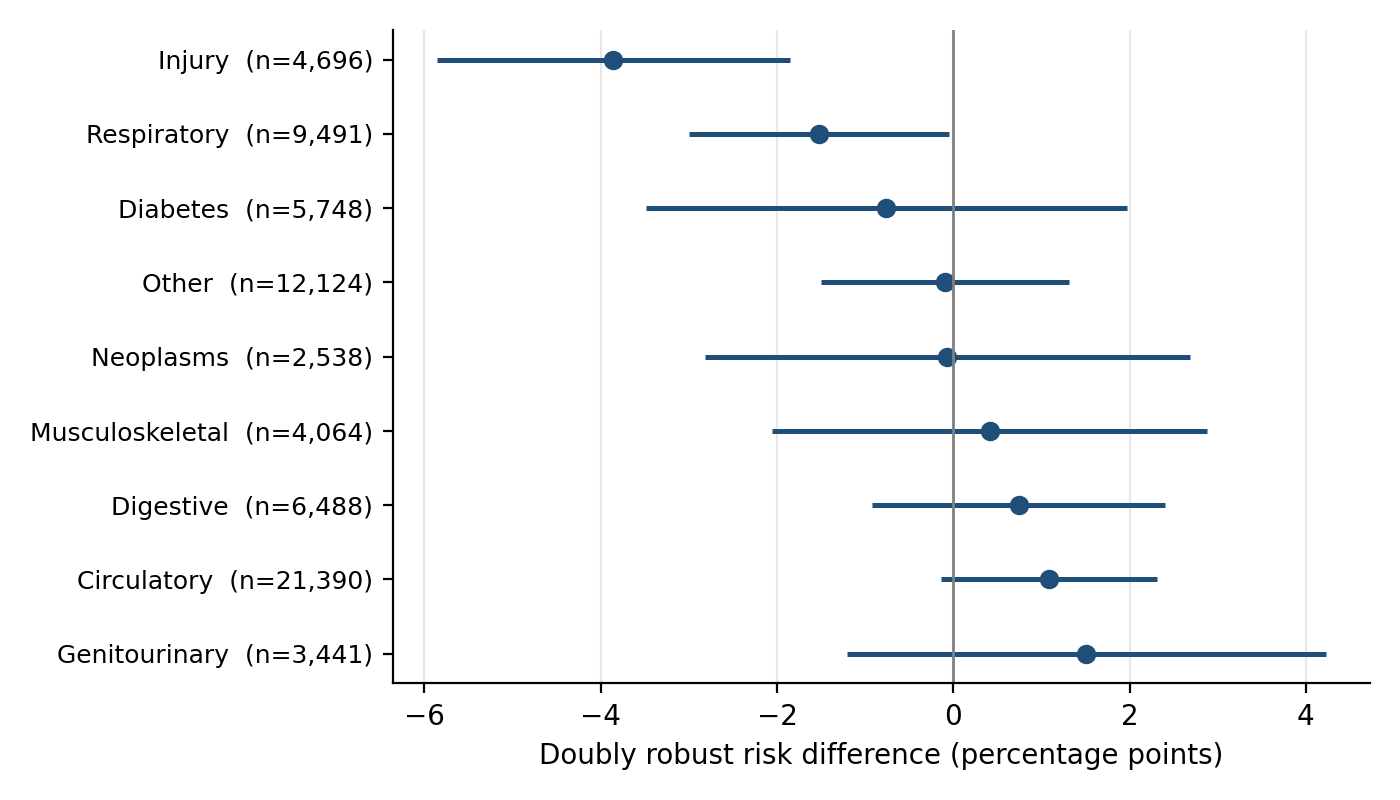 Injury (n=4,696)
Respiratory (n=9,491)
Diabetes (n=5,748)
Other (n=12,124)
Neoplasms (n=2,538)
Musculoskeletal (n=4,064)
Digestive (n=6,488)
Circulatory (n=21,390)
Genitourinary (n=3,441)
−6 −4 −2 0 2 4
Doubly robust risk difference (percentage points)